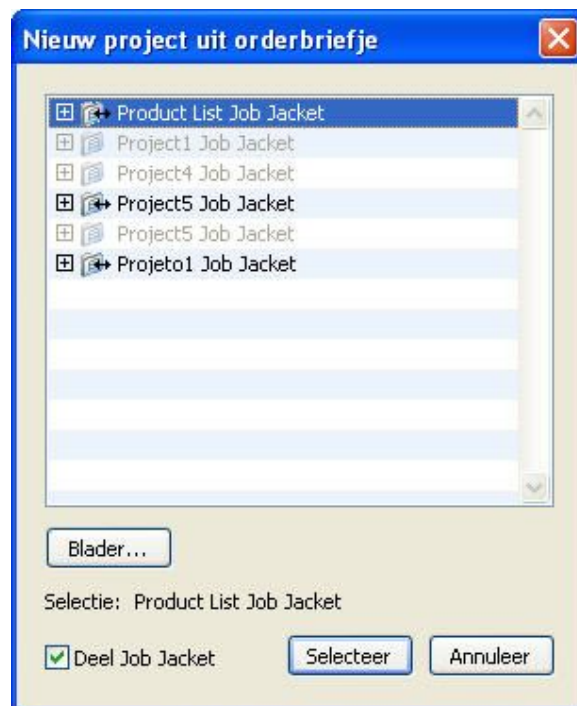 Nieuw project uit orderbriefje
Product List Job Jacket
Project1 Job Jacket
Project4 Job Jacket
Project5 Job Jacket
Project5 Job Jacket
Projeto1 Job Jacket
Blader...
Selectie: Product List Job Jacket
Deel Job Jacket Selecteer Annuleer